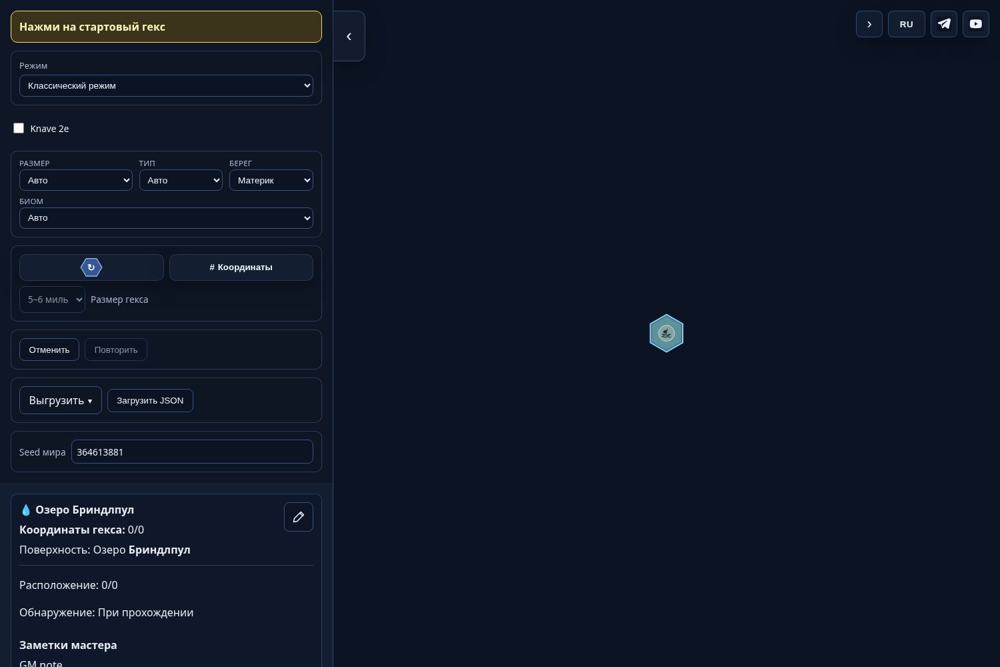 Нажми на стартовый гекс
‹
›
RU
Режим
Классический режим
Knave 2e
РАЗМЕР ТИП БЕРЕГ
Авто Авто Материк
БИОМ
Авто
↻ # Координаты
5–6 миль Размер гекса
Отменить Повторить
Выгрузить ▾ Загрузить JSON
Seed мира 364613881
💧 Озеро Бриндлпул
Координаты гекса: 0/0
Поверхность: Озеро Бриндлпул
Расположение: 0/0
Обнаружение: При прохождении
Заметки мастера
GM note